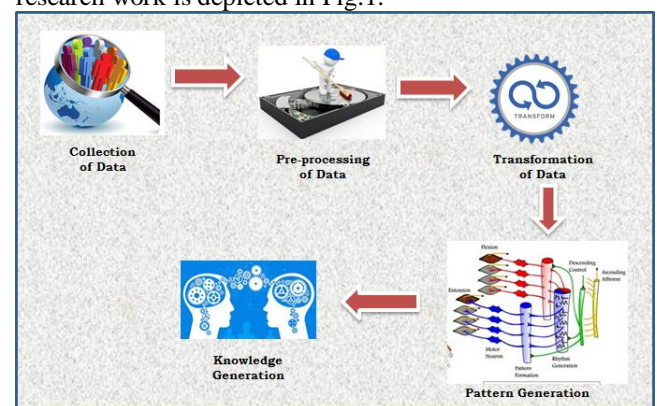 research work is depicted in Fig.1.
Collection
of Data
Pre-processing
of Data
TRANSFORM
Transformation
of Data
Flexion
Extension
Descending
Control
Ascending
Afferent
Motor
Neuron
Pattern
Formation
Rhythm
Generation
Knowledge
Generation
Pattern Generation